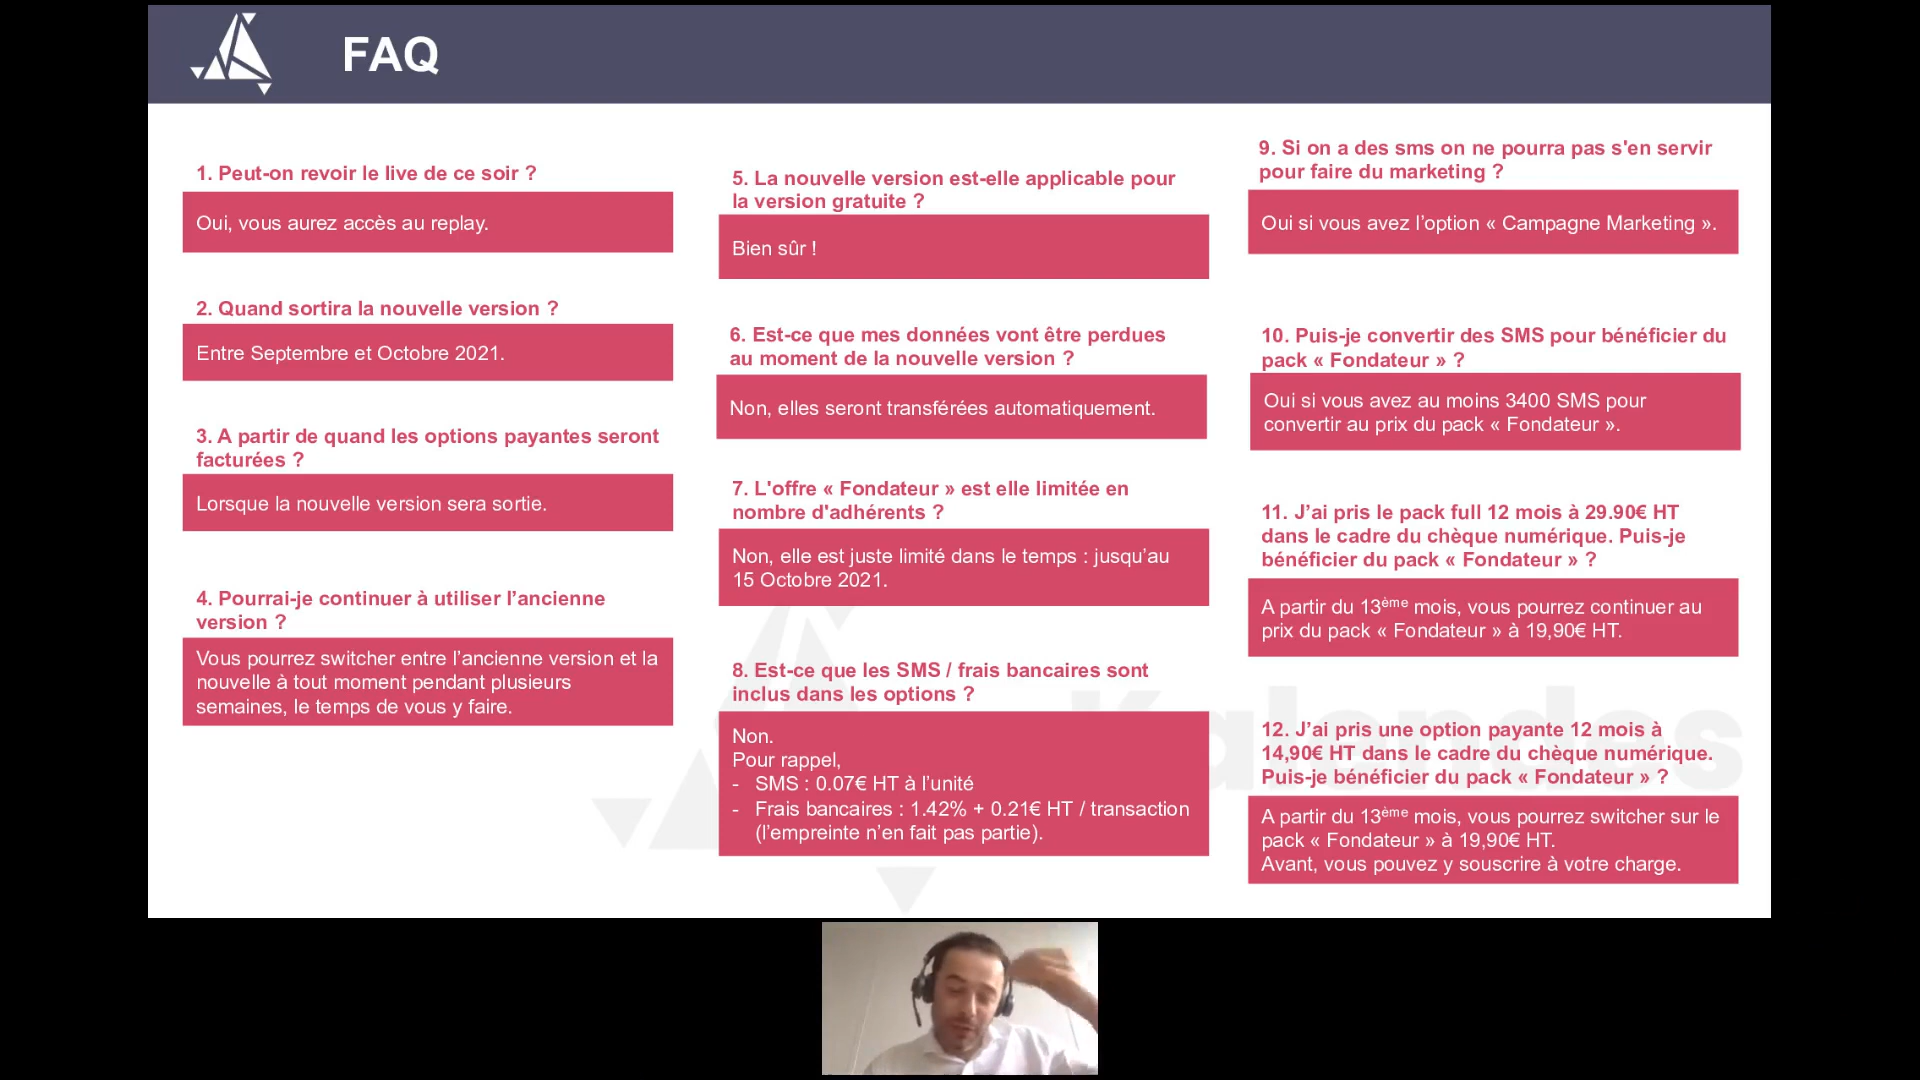 FAQ
1. Peut-on revoir le live de ce soir ?
Oui, vous aurez accès au replay.
2. Quand sortira la nouvelle version ?
Entre Septembre et Octobre 2021.
3. A partir de quand les options payantes seront
facturées ?
Lorsque la nouvelle version sera sortie.
4. Pourrai-je continuer à utiliser l’ancienne
version ?
Vous pourrez switcher entre l’ancienne version et la
nouvelle à tout moment pendant plusieurs
semaines, le temps de vous y faire.
5. La nouvelle version est-elle applicable pour
la version gratuite ?
Bien sûr !
6. Est-ce que mes données vont être perdues
au moment de la nouvelle version ?
Non, elles seront transférées automatiquement.
7. L'offre « Fondateur » est elle limitée en
nombre d'adhérents ?
Non, elle est juste limité dans le temps : jusqu’au
15 Octobre 2021.
8. Est-ce que les SMS / frais bancaires sont
inclus dans les options ?
Non.
Pour rappel,
- SMS : 0.07€ HT à l’unité
- Frais bancaires : 1.42% + 0.21€ HT / transaction
(l’empreinte n’en fait pas partie).
9. Si on a des sms on ne pourra pas s'en servir
pour faire du marketing ?
Oui si vous avez l’option « Campagne Marketing ».
10. Puis-je convertir des SMS pour bénéficier du
pack « Fondateur » ?
Oui si vous avez au moins 3400 SMS pour
convertir au prix du pack « Fondateur ».
11. J’ai pris le pack full 12 mois à 29.90€ HT
dans le cadre du chèque numérique. Puis-je
bénéficier du pack « Fondateur » ?
A partir du 13ème mois, vous pourrez continuer au
prix du pack « Fondateur » à 19,90€ HT.
12. J’ai pris une option payante 12 mois à
14,90€ HT dans le cadre du chèque numérique.
Puis-je bénéficier du pack « Fondateur » ?
A partir du 13ème mois, vous pourrez switcher sur le
pack « Fondateur » à 19,90€ HT.
Avant, vous pouvez y souscrire à votre charge.
Kalendes